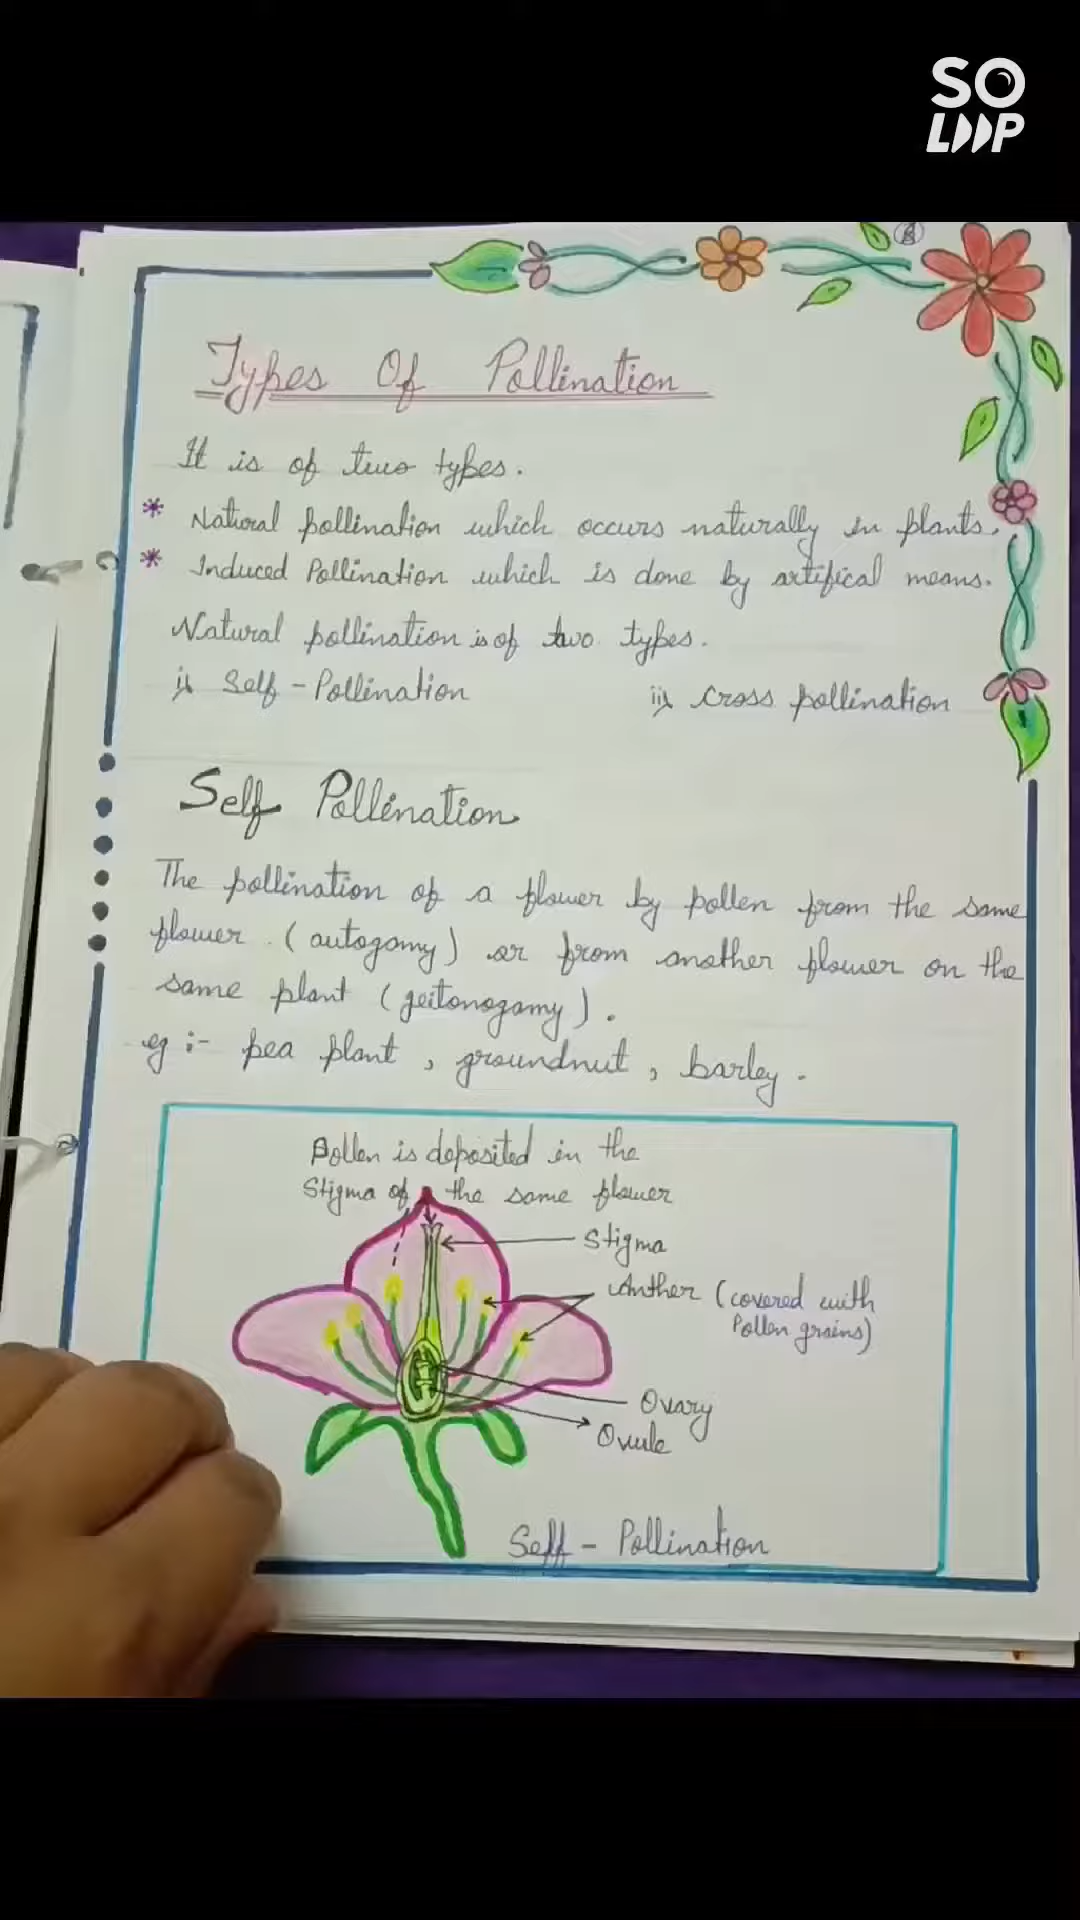 SO
LOOP
Types Of Pollination
It is of two types.
* Natural pollination which occurs naturally in plants.
* Induced Pollination which is done by artifical means.
Natural pollination is of two types.
i) Self - Pollination ii) Cross pollination
Self Pollination
The pollination of a flower by pollen from the same
flower (autogamy) or from another flower on the
same plant (geitonogamy).
eg :- pea plant, groundnut, barley.
Pollen is deposited in the
Stigma of the same flower
Stigma
Anther (covered with
Pollen grains)
Ovary
Ovule
Self - Pollination